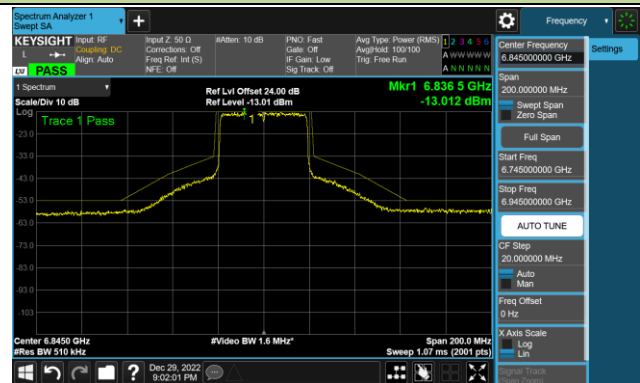 Spectrum Analyzer 1
Swept SA
+
Frequency
KEYSIGHT
L
PASS
Input: RF
Coupling: DC
Align: Auto
Input Z: 50 Ω
Corrections: Off
Freq Ref: Int (S)
NFE: Off
#Atten: 10 dB
PNO: Fast
Gate: Off
IF Gain: Low
Sig Track: Off
Avg Type: Power (RMS)
Avg|Hold: 100/100
Trig: Free Run
1 2 3 4 5 6
A W W W W W
A N N N N N
Center Frequency
6.845000000 GHz
Settings
Span
200.000000 MHz
Swept Span
Zero Span
Full Span
Start Freq
6.745000000 GHz
Stop Freq
6.945000000 GHz
AUTO TUNE
CF Step
20.000000 MHz
Auto
Man
Freq Offset
0 Hz
X Axis Scale
Log
Lin
Signal Track
(Span Zoom)
1 Spectrum
Scale/Div 10 dB
Ref Lvl Offset 24.00 dB
Ref Level -13.01 dBm
Mkr1 6.836 5 GHz
-13.012 dBm
Log
Trace 1 Pass
1
-23.0
-33.0
-43.0
-53.0
-63.0
-73.0
-83.0
-93.0
-103
Center 6.8450 GHz
#Res BW 510 kHz
#Video BW 1.6 MHz*
Span 200.0 MHz
Sweep 1.07 ms (2001 pts)
?
Dec 29, 2022
9:02:01 PM